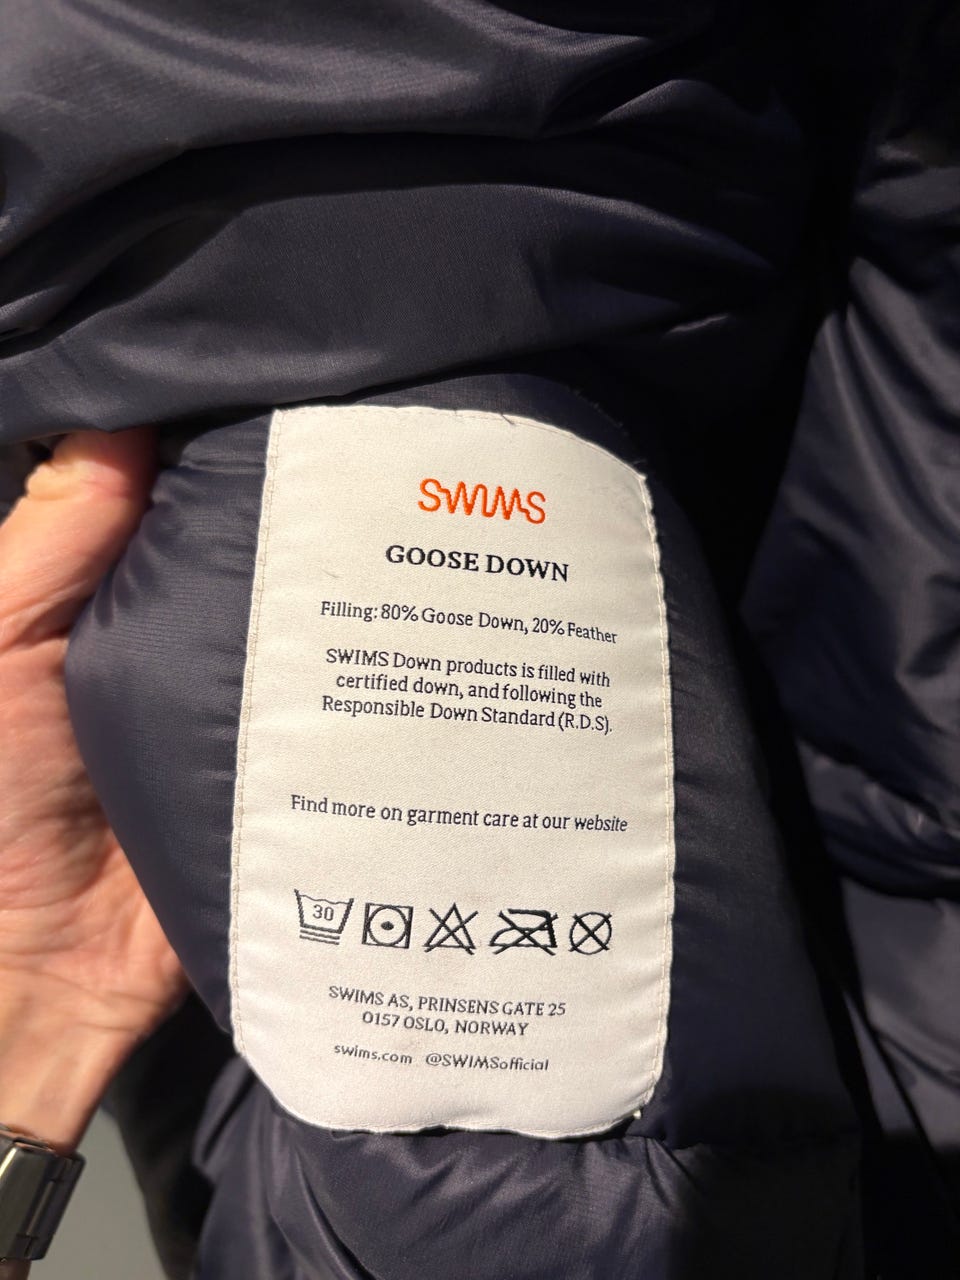 SWIMS
GOOSE DOWN
Filling: 80% Goose Down, 20% Feather
SWIMS Down products is filled with
certified down, and following the
Responsible Down Standard (R.D.S).
Find more on garment care at our website
30
SWIMS AS, PRINSENS GATE 25
0157 OSLO, NORWAY
swims.com @SWIMSofficial